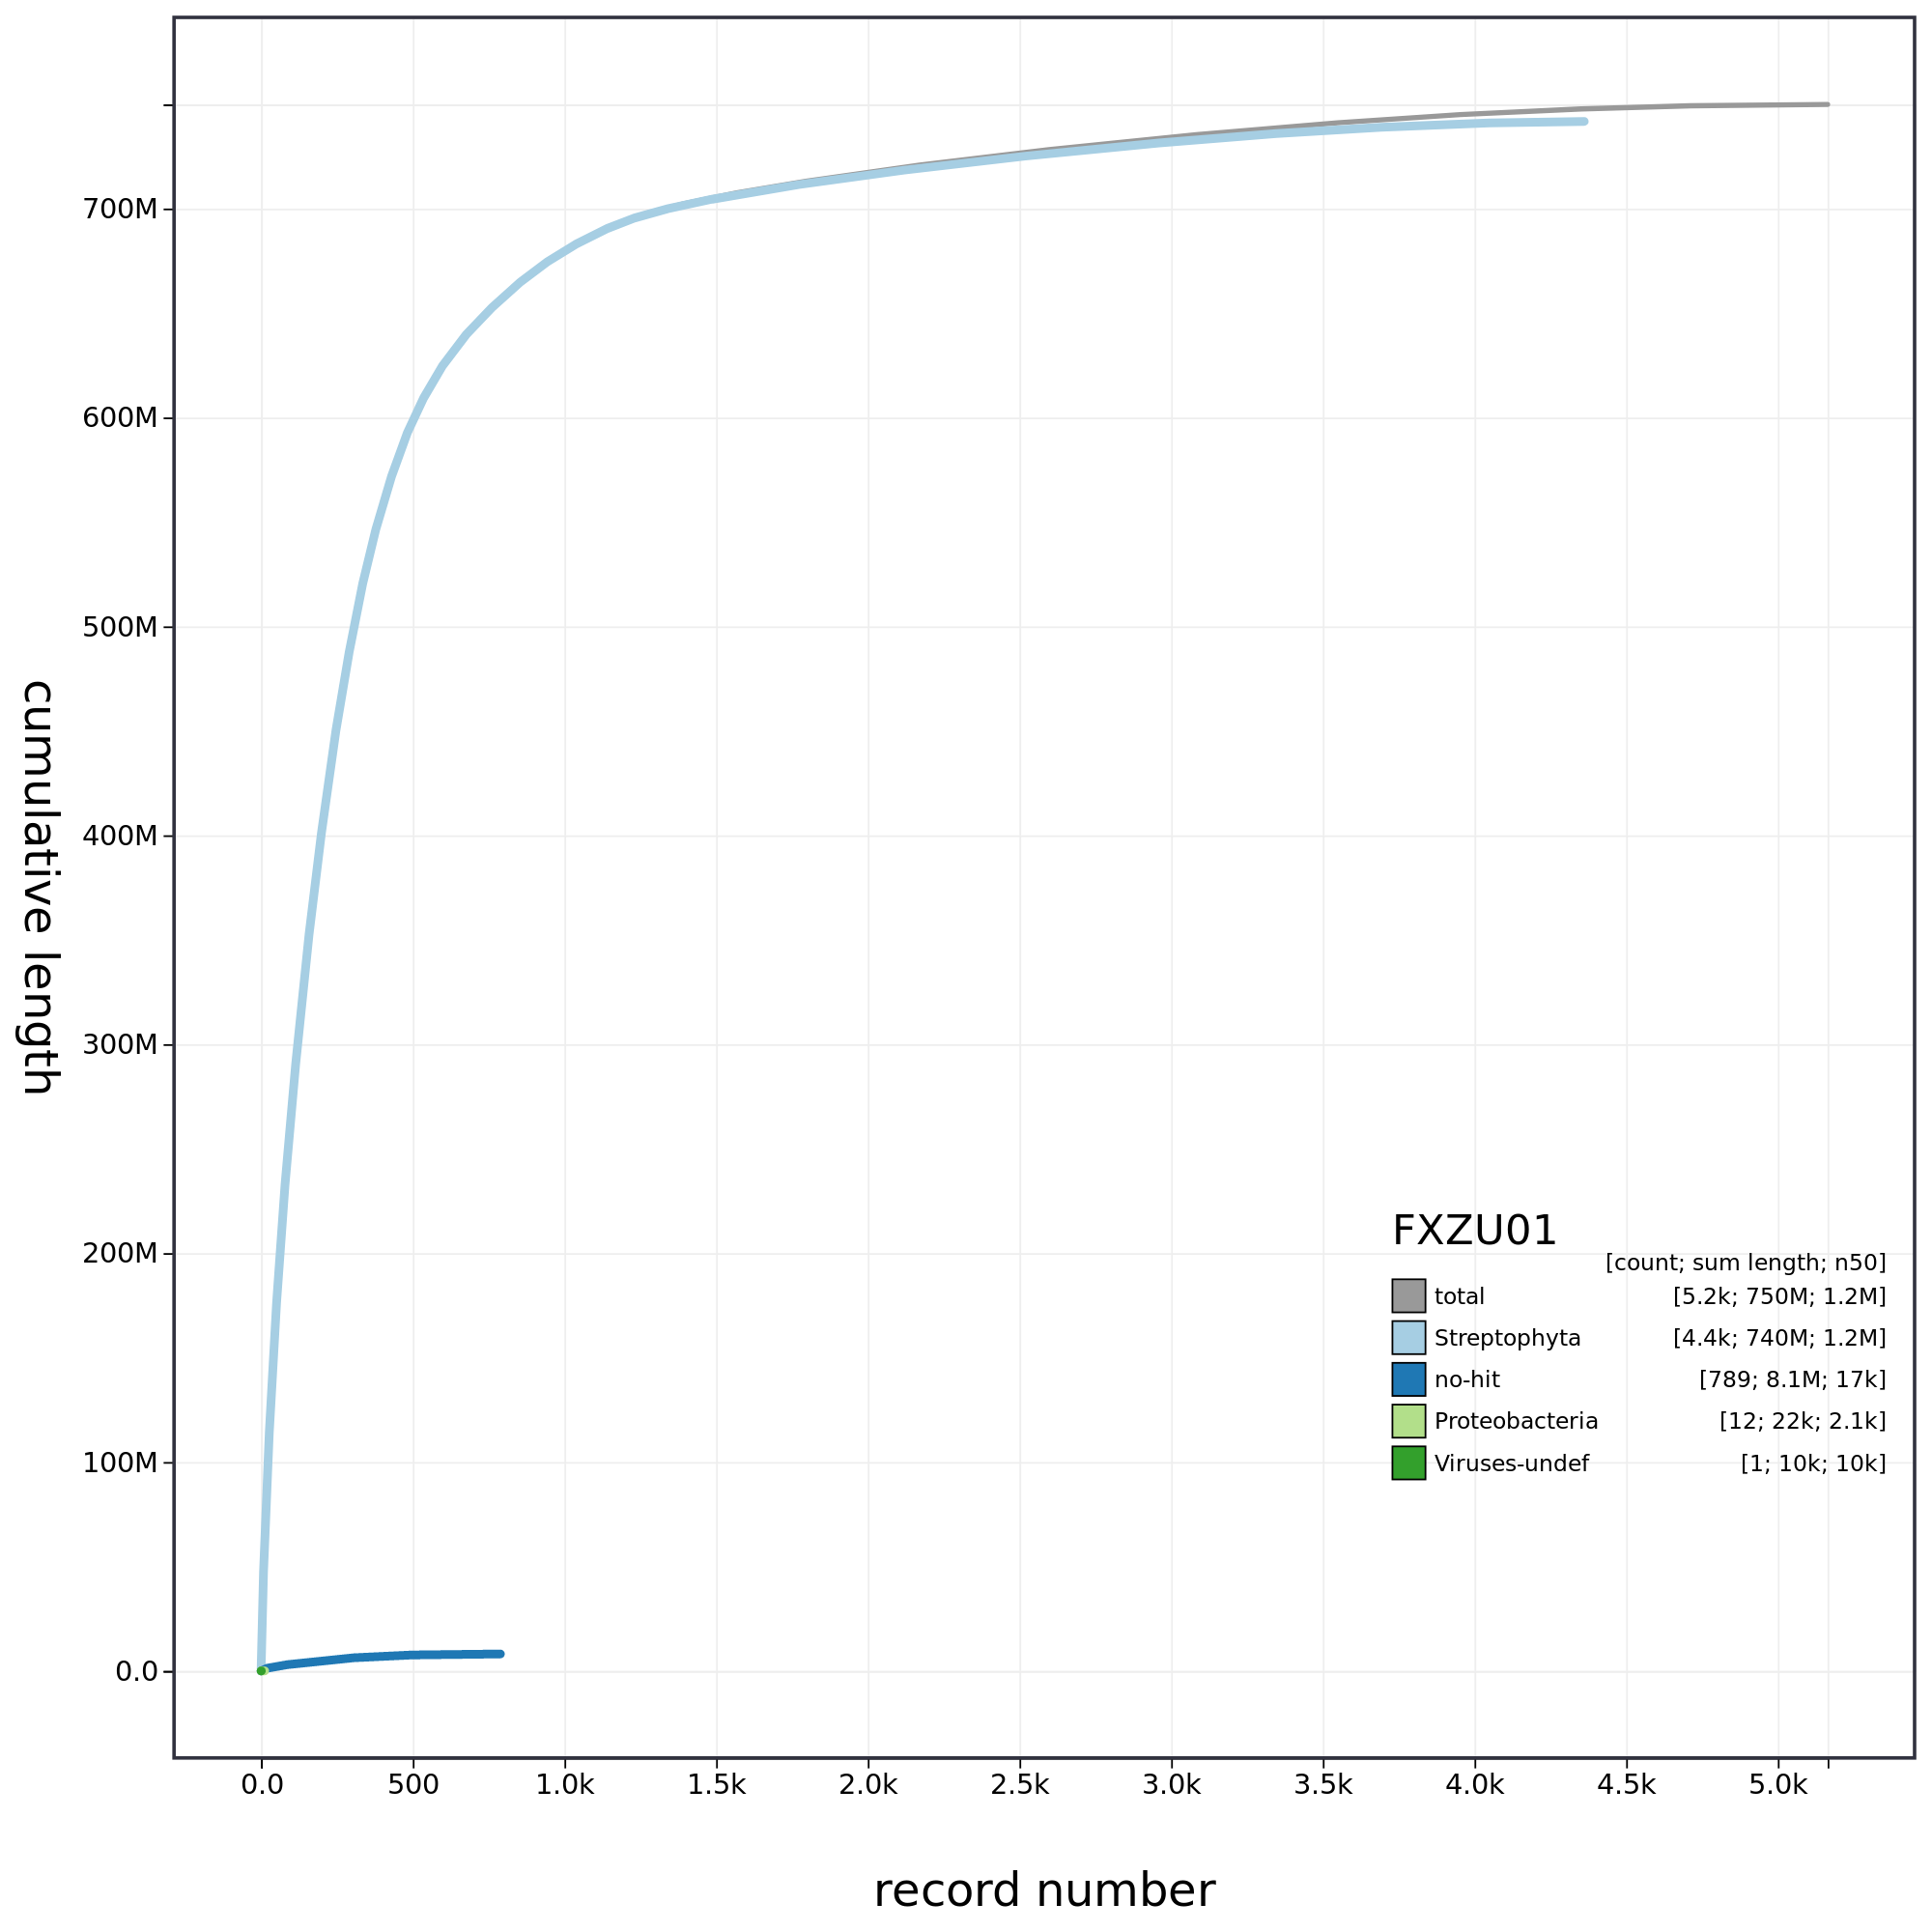 700M
600M
500M
400M
300M
200M
100M
0.0
cumulative length
0.0 500 1.0k 1.5k 2.0k 2.5k 3.0k 3.5k 4.0k 4.5k 5.0k
record number
FXZU01
[count; sum length; n50]
total [5.2k; 750M; 1.2M]
Streptophyta [4.4k; 740M; 1.2M]
no-hit [789; 8.1M; 17k]
Proteobacteria [12; 22k; 2.1k]
Viruses-undef [1; 10k; 10k]